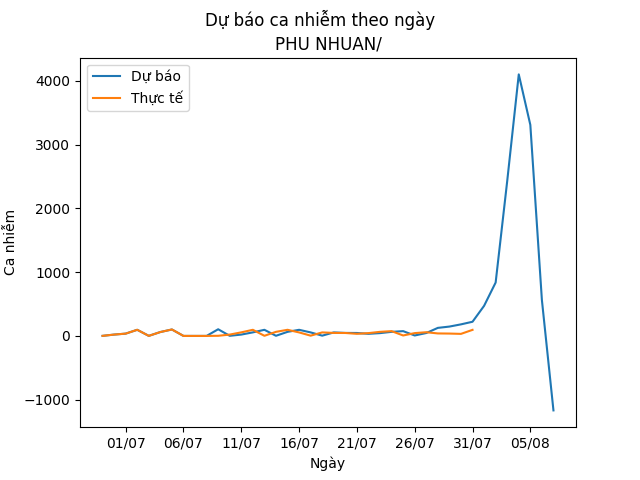 Dự báo ca nhiễm theo ngày
PHU NHUAN/
Dự báo
Thực tế
Ca nhiễm
4000
3000
2000
1000
0
−1000
01/07 06/07 11/07 16/07 21/07 26/07 31/07 05/08
Ngày